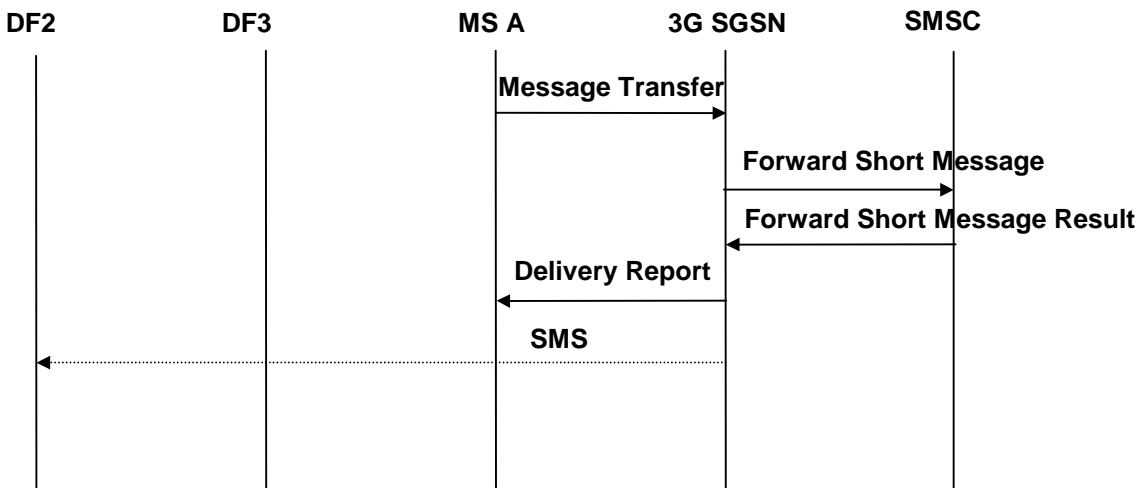 DF2
DF3
MS A
3G SGSN
SMSC
Message Transfer
Forward Short Message
Forward Short Message Result
Delivery Report
SMS